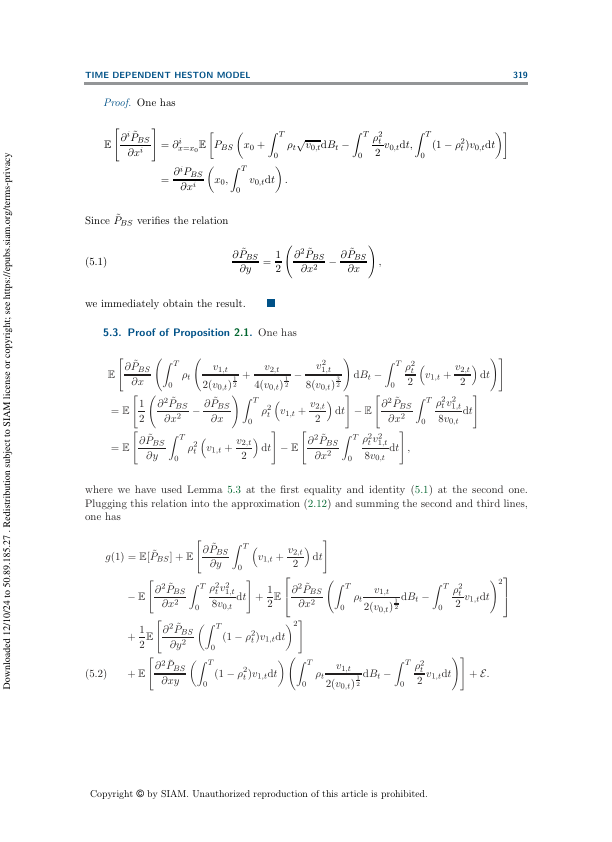 TIME DEPENDENT HESTON MODEL 319
Proof. One has
$$\mathbb{E}\left[\frac{\partial^i \tilde{P}_{BS}}{\partial x^i}\right] = \partial^i_{x=x_0}\mathbb{E}\left[P_{BS}\left(x_0 + \int_0^T \rho_t\sqrt{v_{0,t}}\mathrm{d}B_t - \int_0^T \frac{\rho_t^2}{2}v_{0,t}\mathrm{d}t, \int_0^T (1-\rho_t^2)v_{0,t}\mathrm{d}t\right)\right]$$
$$= \frac{\partial^i P_{BS}}{\partial x^i}\left(x_0, \int_0^T v_{0,t}\mathrm{d}t\right).$$
Since $\tilde{P}_{BS}$ verifies the relation
(5.1) $$\frac{\partial \tilde{P}_{BS}}{\partial y} = \frac{1}{2}\left(\frac{\partial^2 \tilde{P}_{BS}}{\partial x^2} - \frac{\partial \tilde{P}_{BS}}{\partial x}\right),$$
we immediately obtain the result. ■
5.3. Proof of Proposition 2.1. One has
$$\mathbb{E}\left[\frac{\partial \tilde{P}_{BS}}{\partial x}\left(\int_0^T \rho_t\left(\frac{v_{1,t}}{2(v_{0,t})^{\frac{1}{2}}} + \frac{v_{2,t}}{4(v_{0,t})^{\frac{1}{2}}} - \frac{v_{1,t}^2}{8(v_{0,t})^{\frac{3}{2}}}\right)\mathrm{d}B_t - \int_0^T \frac{\rho_t^2}{2}\left(v_{1,t} + \frac{v_{2,t}}{2}\right)\mathrm{d}t\right)\right]$$
$$= \mathbb{E}\left[\frac{1}{2}\left(\frac{\partial^2 \tilde{P}_{BS}}{\partial x^2} - \frac{\partial \tilde{P}_{BS}}{\partial x}\right)\int_0^T \rho_t^2\left(v_{1,t} + \frac{v_{2,t}}{2}\right)\mathrm{d}t\right] - \mathbb{E}\left[\frac{\partial^2 \tilde{P}_{BS}}{\partial x^2}\int_0^T \frac{\rho_t^2 v_{1,t}^2}{8v_{0,t}}\mathrm{d}t\right]$$
$$= \mathbb{E}\left[\frac{\partial \tilde{P}_{BS}}{\partial y}\int_0^T \rho_t^2\left(v_{1,t} + \frac{v_{2,t}}{2}\right)\mathrm{d}t\right] - \mathbb{E}\left[\frac{\partial^2 \tilde{P}_{BS}}{\partial x^2}\int_0^T \frac{\rho_t^2 v_{1,t}^2}{8v_{0,t}}\mathrm{d}t\right],$$
where we have used Lemma 5.3 at the first equality and identity (5.1) at the second one.
Plugging this relation into the approximation (2.12) and summing the second and third lines,
one has
$$g(1) = \mathbb{E}[\tilde{P}_{BS}] + \mathbb{E}\left[\frac{\partial \tilde{P}_{BS}}{\partial y}\int_0^T \left(v_{1,t} + \frac{v_{2,t}}{2}\right)\mathrm{d}t\right]$$
$$- \mathbb{E}\left[\frac{\partial^2 \tilde{P}_{BS}}{\partial x^2}\int_0^T \frac{\rho_t^2 v_{1,t}^2}{8v_{0,t}}\mathrm{d}t\right] + \frac{1}{2}\mathbb{E}\left[\frac{\partial^2 \tilde{P}_{BS}}{\partial x^2}\left(\int_0^T \rho_t\frac{v_{1,t}}{2(v_{0,t})^{\frac{1}{2}}}\mathrm{d}B_t - \int_0^T \frac{\rho_t^2}{2}v_{1,t}\mathrm{d}t\right)^2\right]$$
$$+ \frac{1}{2}\mathbb{E}\left[\frac{\partial^2 \tilde{P}_{BS}}{\partial y^2}\left(\int_0^T (1-\rho_t^2)v_{1,t}\mathrm{d}t\right)^2\right]$$
(5.2) $$+ \mathbb{E}\left[\frac{\partial^2 \tilde{P}_{BS}}{\partial xy}\left(\int_0^T (1-\rho_t^2)v_{1,t}\mathrm{d}t\right)\left(\int_0^T \rho_t\frac{v_{1,t}}{2(v_{0,t})^{\frac{1}{2}}}\mathrm{d}B_t - \int_0^T \frac{\rho_t^2}{2}v_{1,t}\mathrm{d}t\right)\right] + \mathcal{E}.$$
Copyright © by SIAM. Unauthorized reproduction of this article is prohibited.
Downloaded 12/10/24 to 50.89.185.27 . Redistribution subject to SIAM license or copyright; see https://epubs.siam.org/terms-privacy